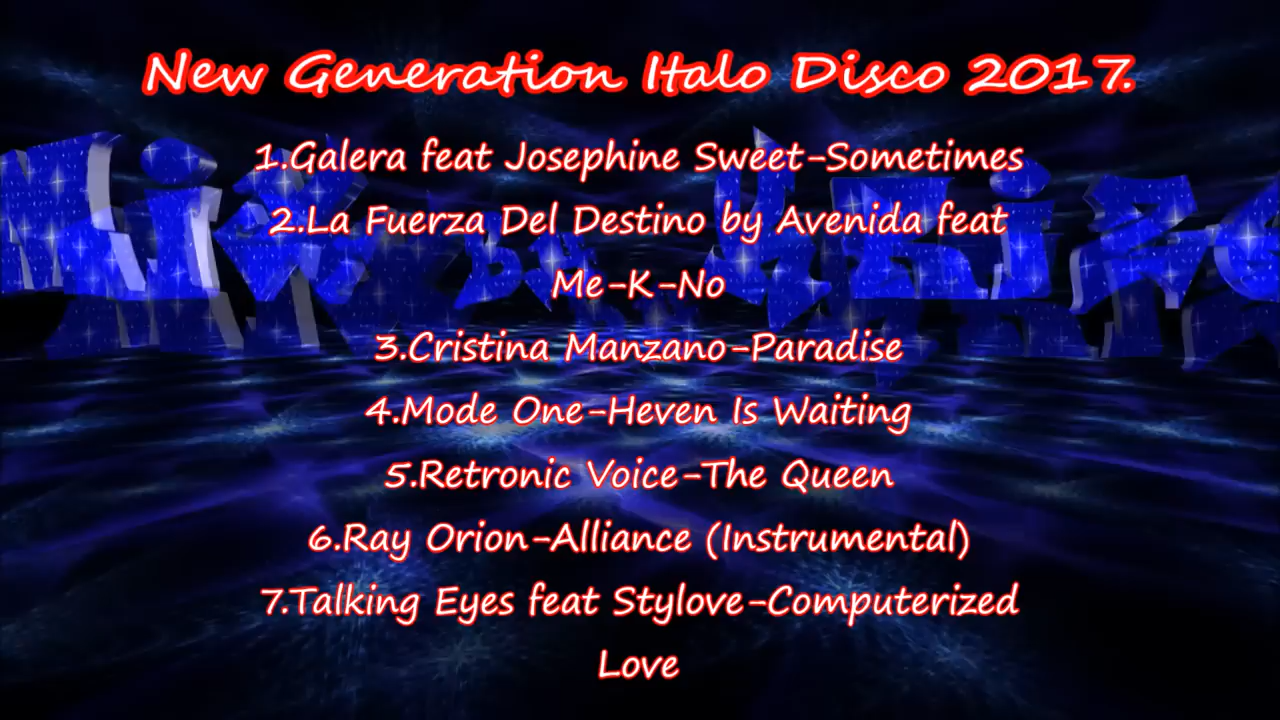 New Generation Italo Disco 2017.
1.Galera feat Josephine Sweet-Sometimes
2.La Fuerza Del Destino by Avenida feat
Me-K-No
3.Cristina Manzano-Paradise
4.Mode One-Heven Is Waiting
5.Retronic Voice-The Queen
6.Ray Orion-Alliance (Instrumental)
7.Talking Eyes feat Stylove-Computerized
Love
Mix by